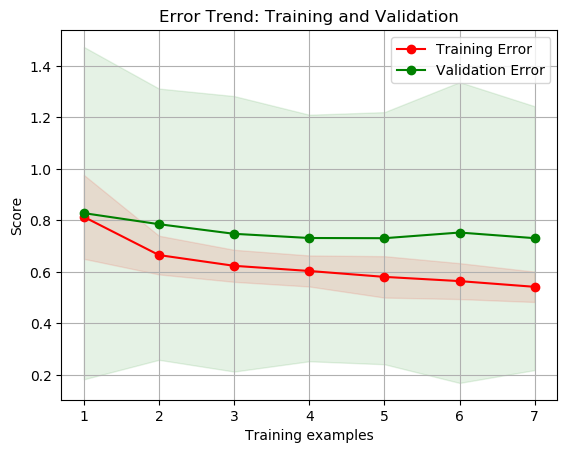 Error Trend: Training and Validation
Training Error
Validation Error
Score
1.4
1.2
1.0
0.8
0.6
0.4
0.2
1 2 3 4 5 6 7
Training examples